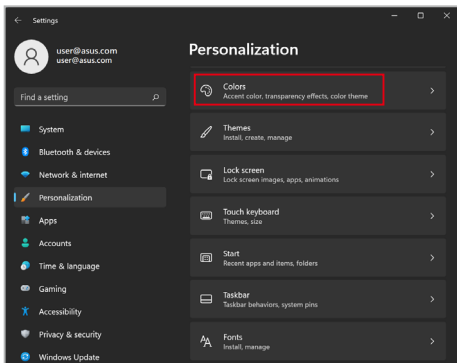 Settings
user@asus.com
user@asus.com
Find a setting
System
Bluetooth & devices
Network & internet
Personalization
Apps
Accounts
Time & language
Gaming
Accessibility
Privacy & security
Windows Update
Personalization
Colors
Accent color, transparency effects, color theme
Themes
Install, create, manage
Lock screen
Lock screen images, apps, animations
Touch keyboard
Themes, size
Start
Recent apps and items, folders
Taskbar
Taskbar behaviors, system pins
Fonts
Install, manage